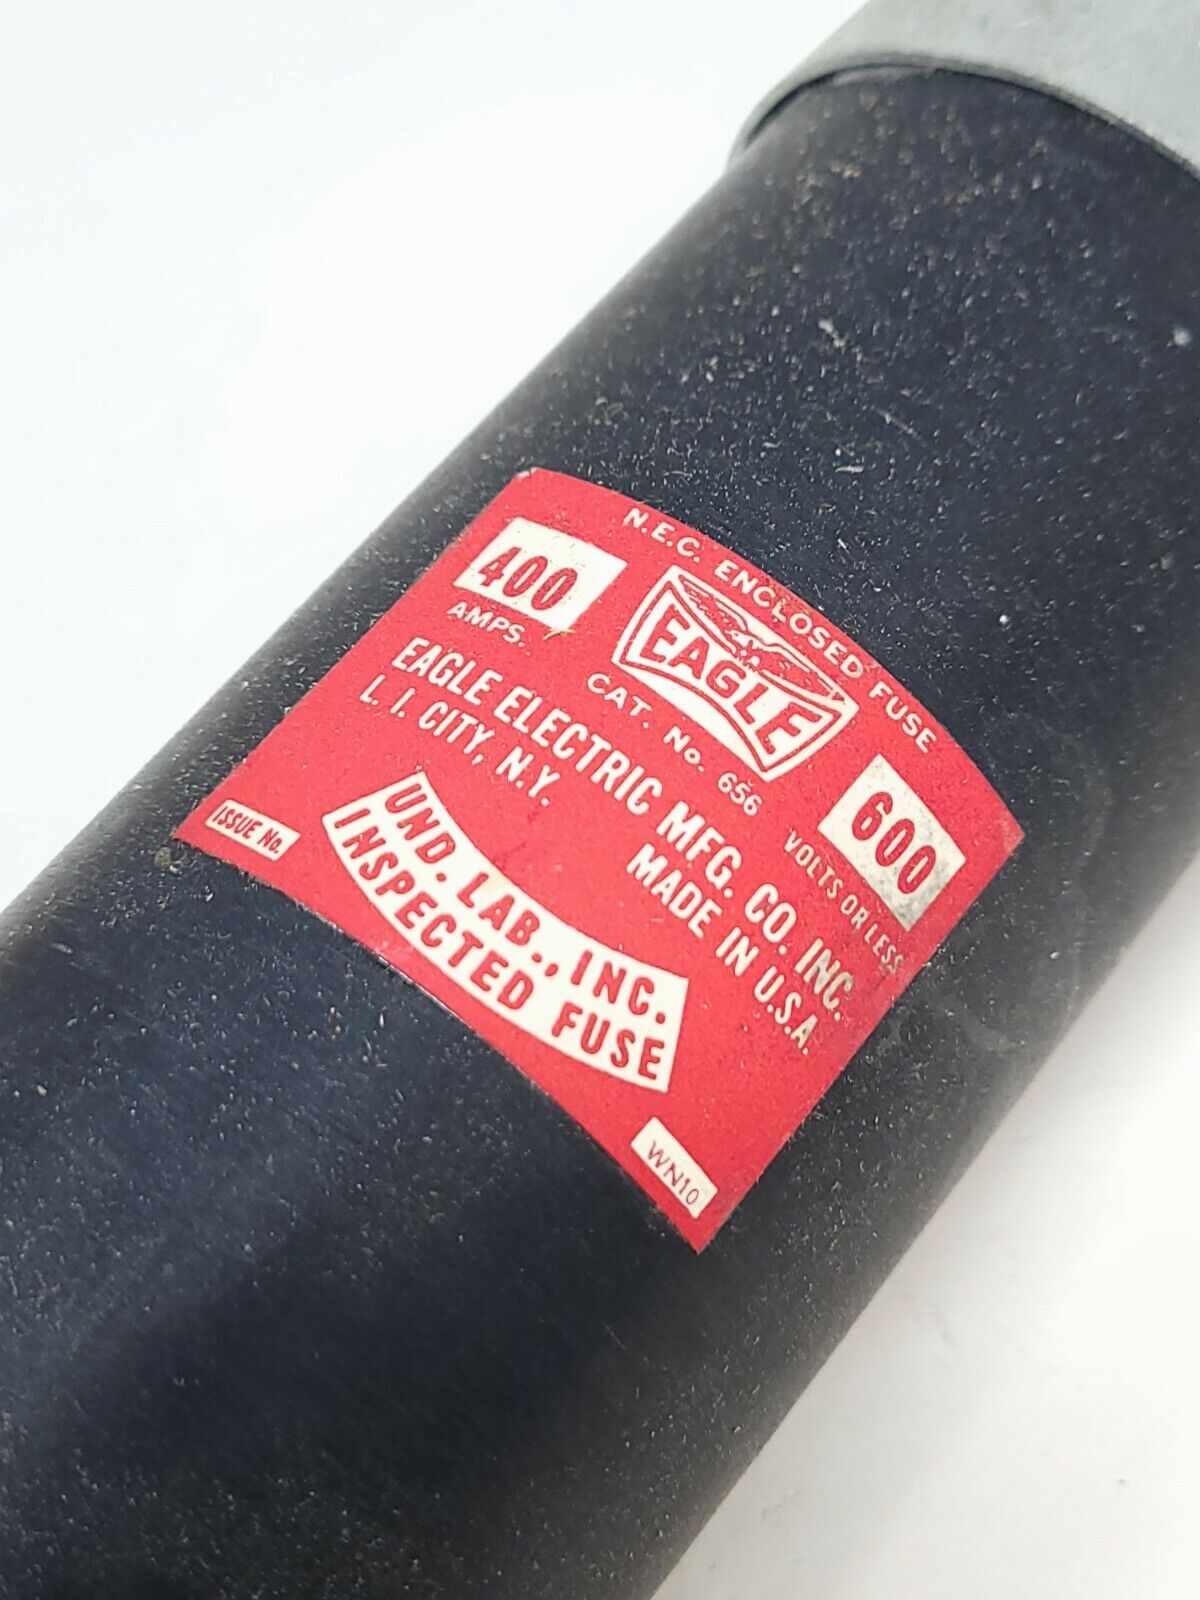 N.E.C. ENCLOSED FUSE
400
AMPS.
EAGLE
600
VOLTS OR LESS
CAT. No. 656
EAGLE ELECTRIC MFG. CO. INC.
L. I. CITY, N.Y.
MADE IN U.S.A.
UND. LAB., INC.
INSPECTED FUSE
ISSUE No.
WN10